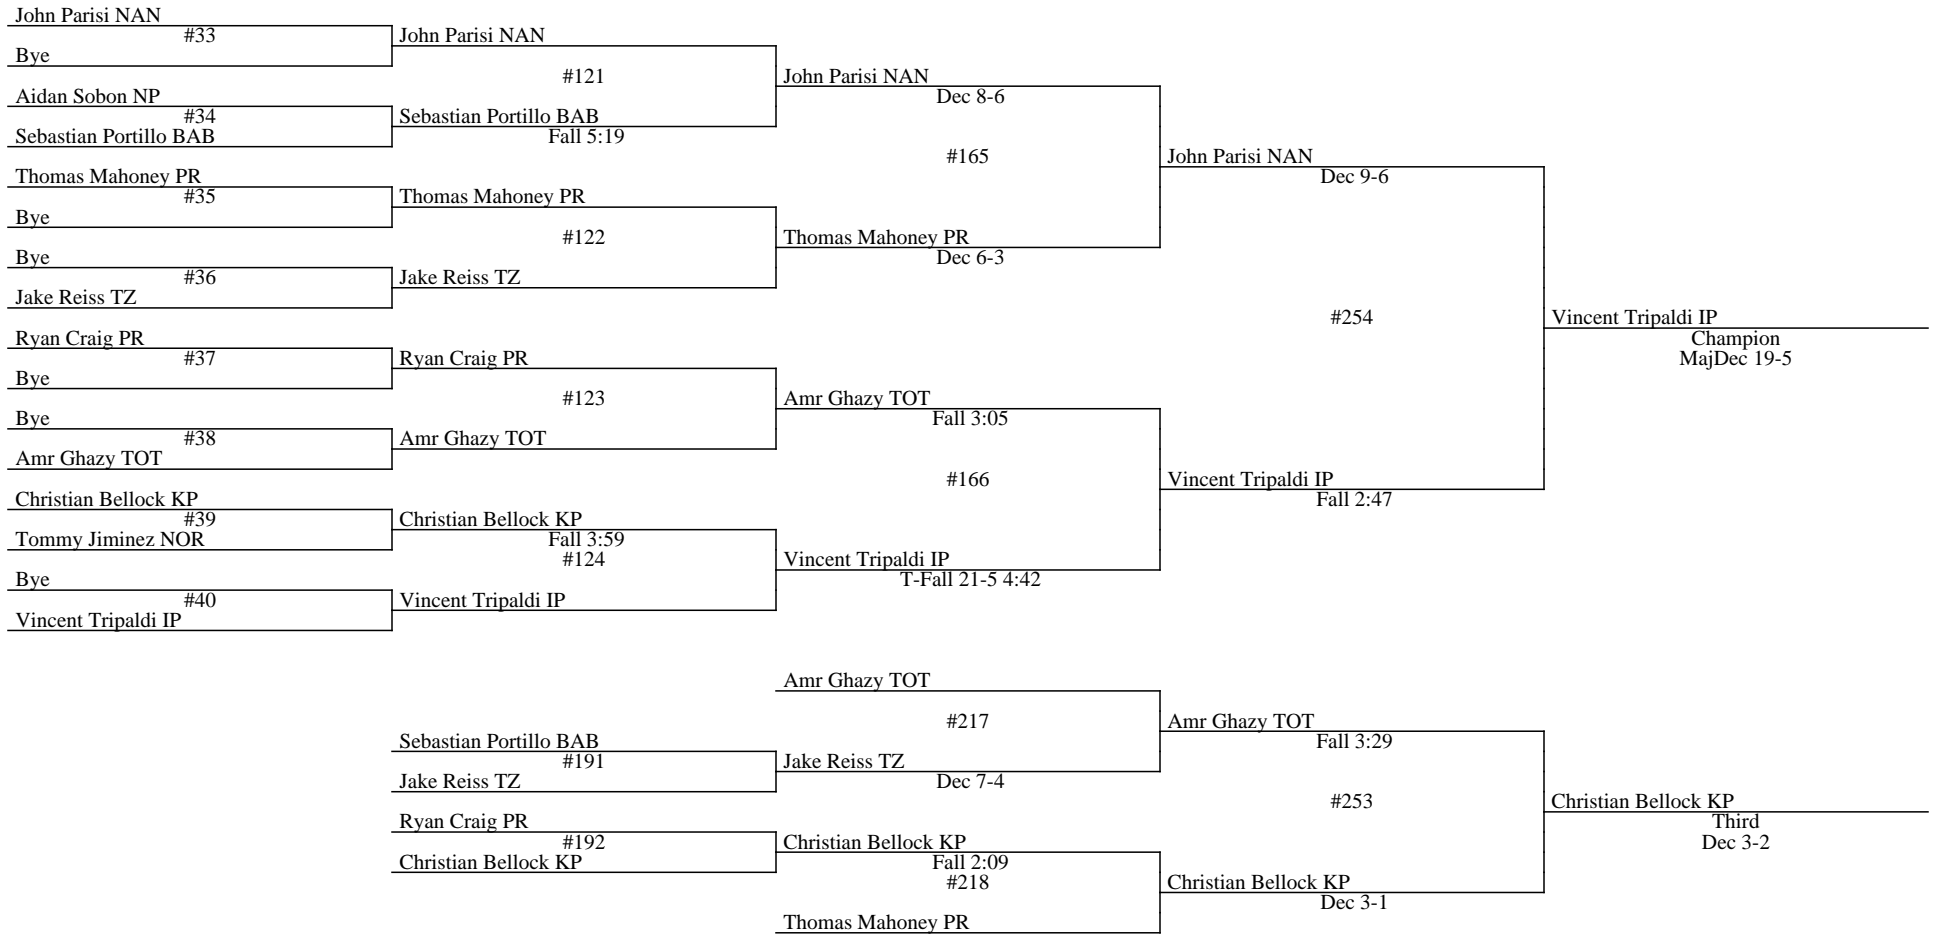 John Parisi NAN
#33
Bye
John Parisi NAN
#121
Aidan Sobon NP
#34
Sebastian Portillo BAB
Sebastian Portillo BAB
Fall 5:19
John Parisi NAN
Dec 8-6
#165
Thomas Mahoney PR
#35
Bye
Thomas Mahoney PR
#122
Bye
#36
Jake Reiss TZ
Jake Reiss TZ
Thomas Mahoney PR
Dec 6-3
John Parisi NAN
Dec 9-6
#254
Ryan Craig PR
#37
Bye
Ryan Craig PR
#123
Bye
#38
Amr Ghazy TOT
Amr Ghazy TOT
Amr Ghazy TOT
Fall 3:05
#166
Christian Bellock KP
#39
Tommy Jiminez NOR
Christian Bellock KP
Fall 3:59
#124
Bye
#40
Vincent Tripaldi IP
Vincent Tripaldi IP
Vincent Tripaldi IP
T-Fall 21-5 4:42
Vincent Tripaldi IP
Fall 2:47
Vincent Tripaldi IP
Champion
MajDec 19-5
Amr Ghazy TOT
#217
Sebastian Portillo BAB
#191
Jake Reiss TZ
Jake Reiss TZ
Dec 7-4
Amr Ghazy TOT
Fall 3:29
#253
Ryan Craig PR
#192
Christian Bellock KP
Christian Bellock KP
Fall 2:09
#218
Thomas Mahoney PR
Christian Bellock KP
Dec 3-1
Christian Bellock KP
Third
Dec 3-2